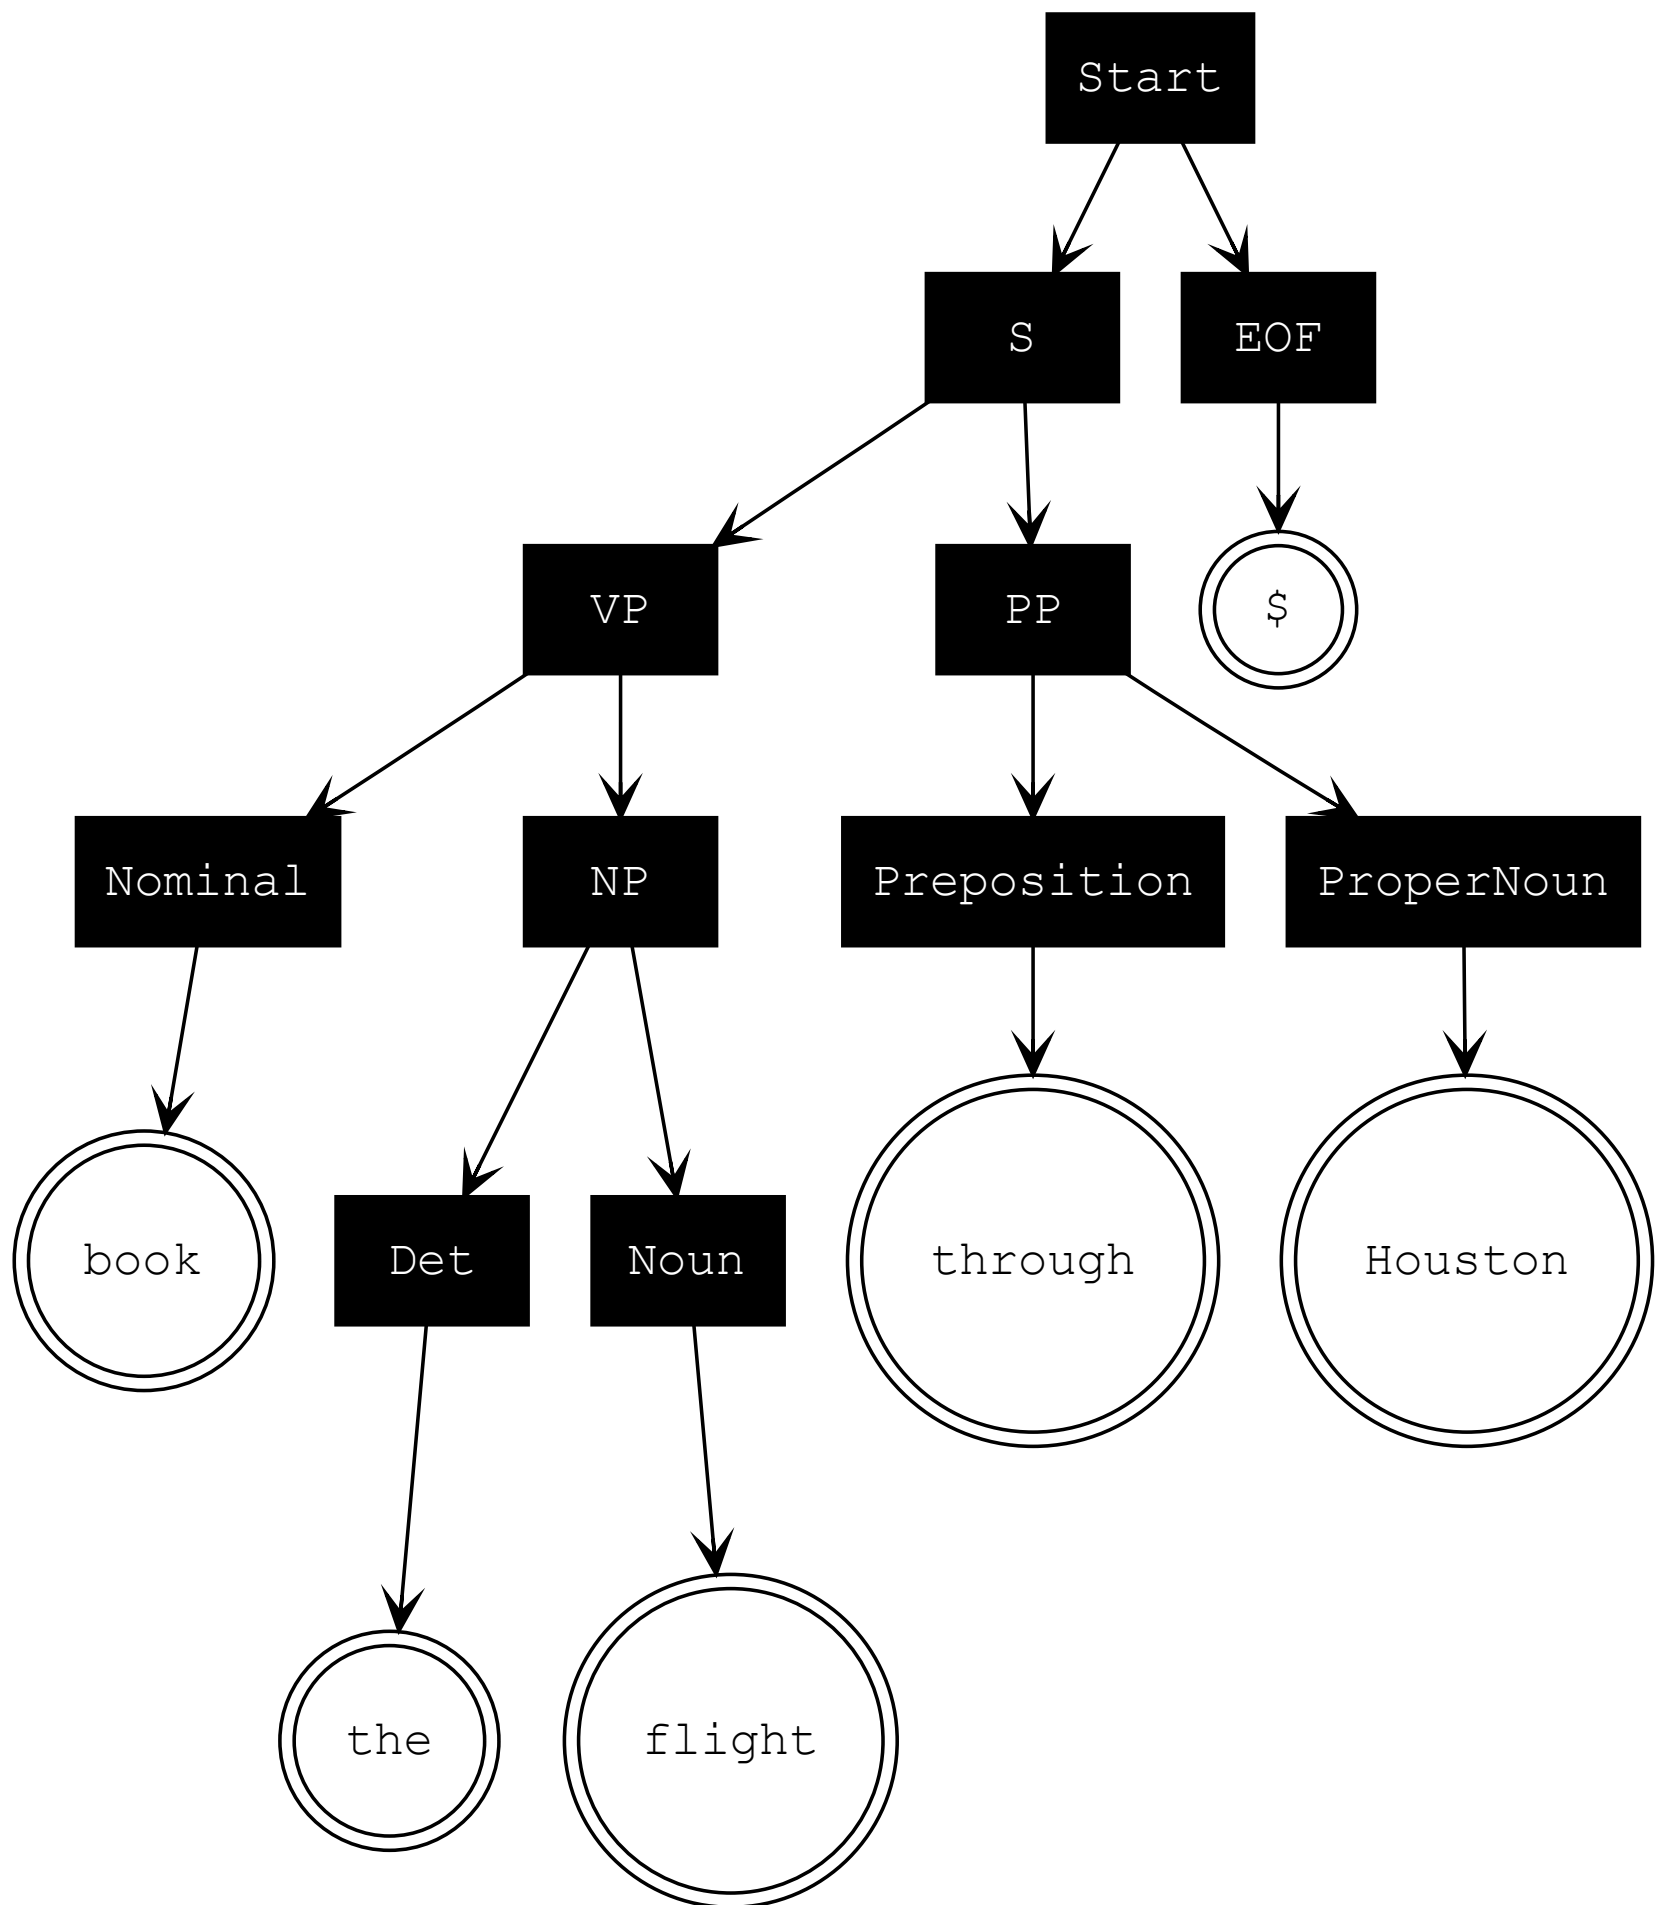 Start
S
EOF
VP
PP
$
Nominal
NP
Preposition
ProperNoun
book
Det
Noun
through
Houston
the
flight